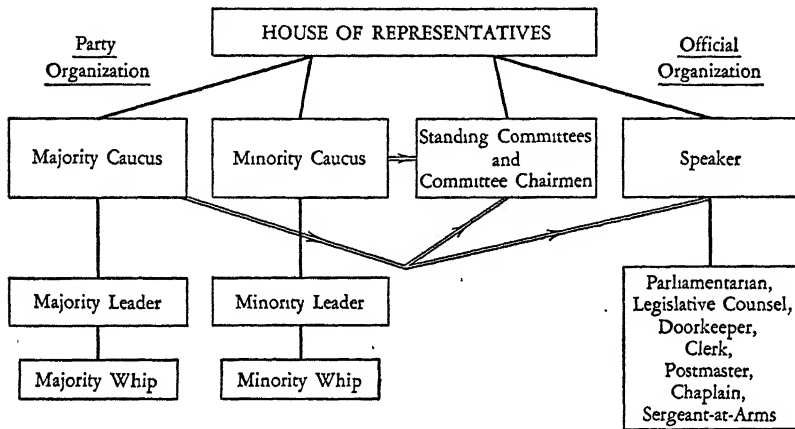 HOUSE OF REPRESENTATIVES
Party
Organization
Official
Organization
Majority Caucus
Minority Caucus
Standing Committees
and
Committee Chairmen
Speaker
Majority Leader
Minority Leader
Majority Whip
Minority Whip
Parliamentarian,
Legislative Counsel,
Doorkeeper,
Clerk,
Postmaster,
Chaplain,
Sergeant-at-Arms